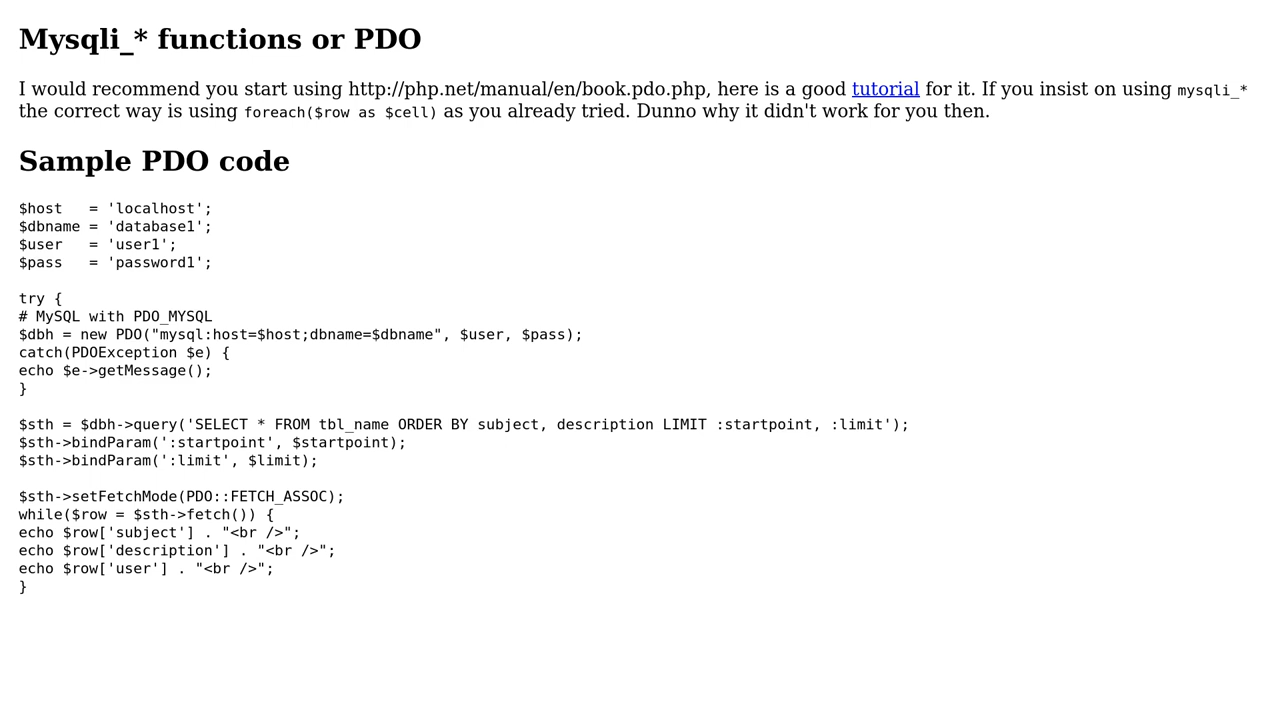 Mysqli_* functions or PDO
I would recommend you start using http://php.net/manual/en/book.pdo.php, here is a good tutorial for it. If you insist on using mysqli_*
the correct way is using foreach($row as $cell) as you already tried. Dunno why it didn't work for you then.
Sample PDO code
$host   = 'localhost';
$dbname = 'database1';
$user   = 'user1';
$pass   = 'password1';

try {
# MySQL with PDO_MYSQL
$dbh = new PDO("mysql:host=$host;dbname=$dbname", $user, $pass);
catch(PDOException $e) {
echo $e->getMessage();
}

$sth = $dbh->query('SELECT * FROM tbl_name ORDER BY subject, description LIMIT :startpoint, :limit');
$sth->bindParam(':startpoint', $startpoint);
$sth->bindParam(':limit', $limit);

$sth->setFetchMode(PDO::FETCH_ASSOC);
while($row = $sth->fetch()) {
echo $row['subject'] . "<br />";
echo $row['description'] . "<br />";
echo $row['user'] . "<br />";
}